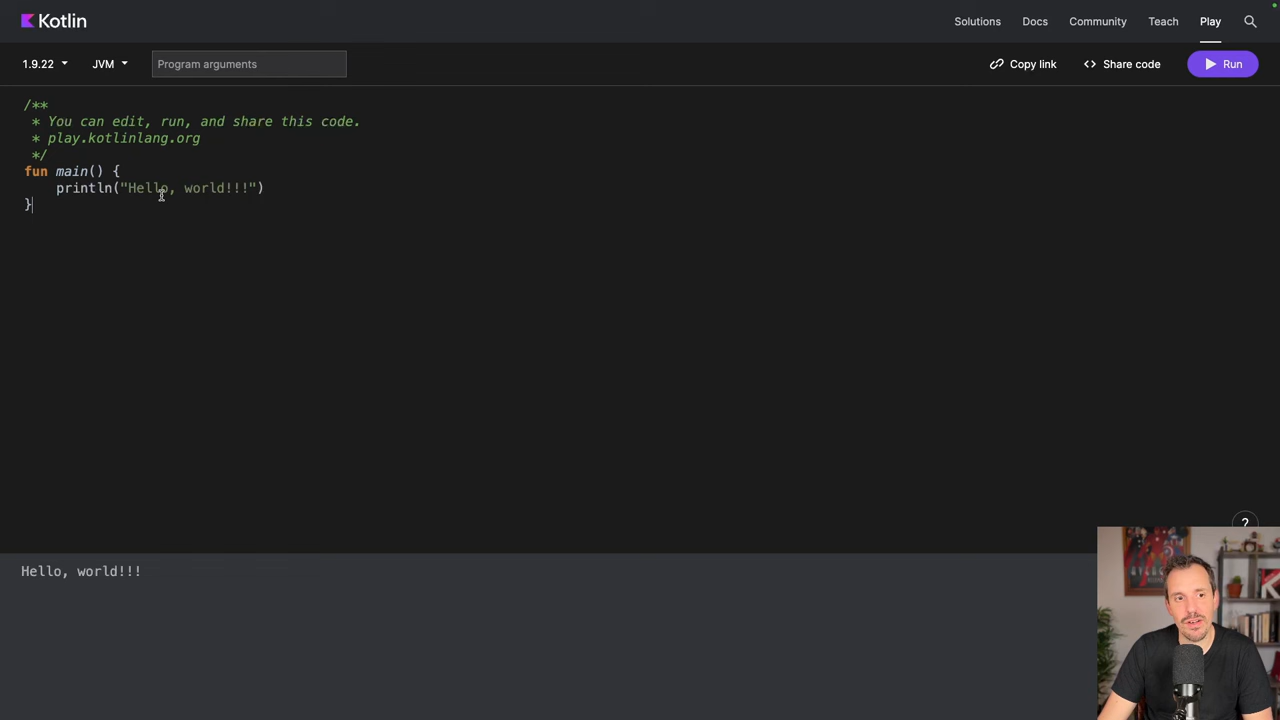 Kotlin
Solutions Docs Community Teach Play
1.9.22 JVM Program arguments Copy link Share code Run
/**
 * You can edit, run, and share this code.
 * play.kotlinlang.org
 */
fun main() {
    println("Hello, world!!!")
}
?
Hello, world!!!